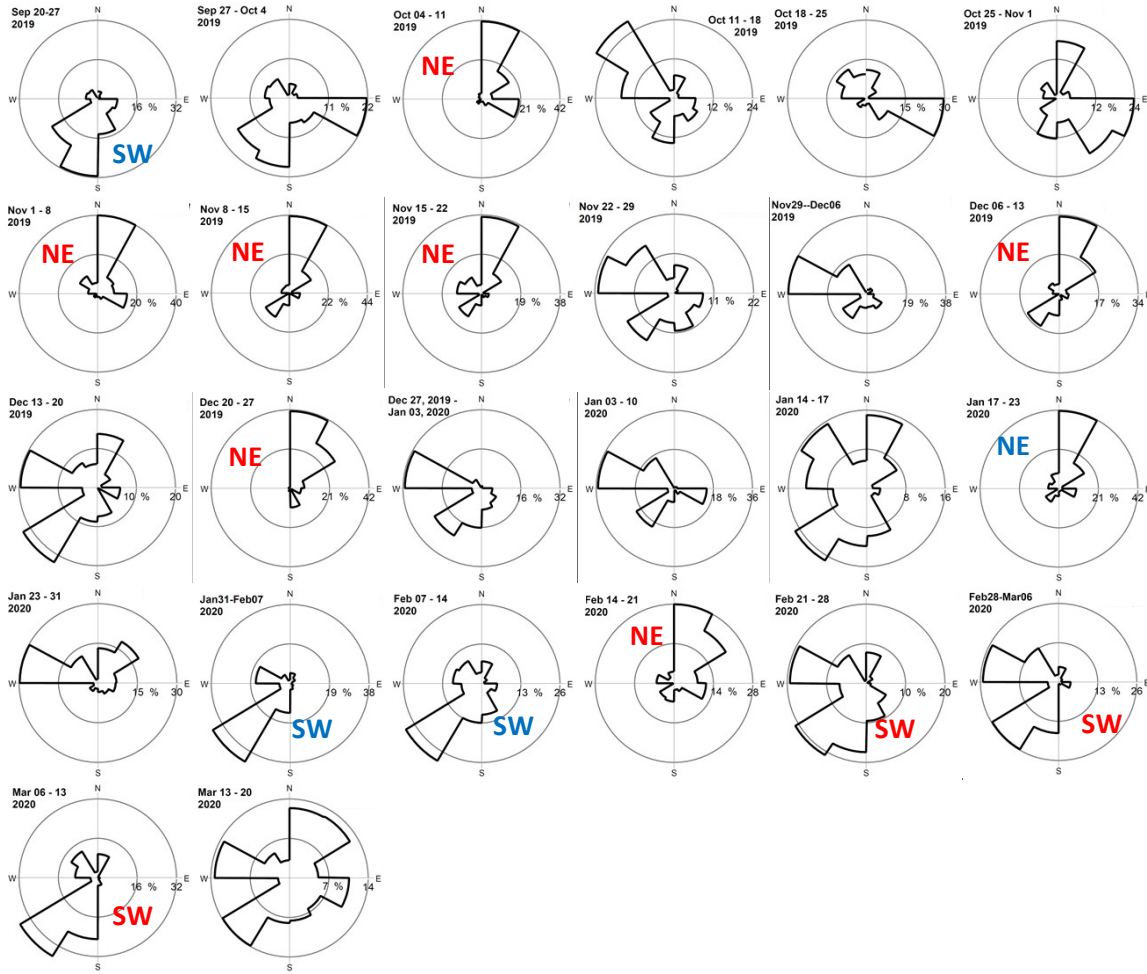 Sep 20-27
2019
N
W
16 %
32
E
S
SW
Sep 27 - Oct 4
2019
N
W
11 %
22
E
S
Oct 04 - 11
2019
N
W
21 %
42
E
S
NE
Oct 11 - 18
2019
N
W
12 %
24
E
S
Oct 18 - 25
2019
N
W
15 %
30
E
S
Oct 25 - Nov 1
2019
N
W
12 %
24
E
S
Nov 1 - 8
2019
N
W
20 %
40
E
S
NE
Nov 8 - 15
2019
N
W
22 %
44
E
S
NE
Nov 15 - 22
2019
N
W
19 %
38
E
S
NE
Nov 22 - 29
2019
N
W
11 %
22
E
S
Nov29--Dec06
2019
N
W
19 %
38
E
S
Dec 06 - 13
2019
N
W
17 %
34
E
S
NE
Dec 13 - 20
2019
N
W
10 %
20
E
S
Dec 20 - 27
2019
N
W
21 %
42
E
S
NE
Dec 27, 2019 -
Jan 03, 2020
N
W
16 %
32
E
S
Jan 03 - 10
2020
N
W
18 %
36
E
S
Jan 14 - 17
2020
N
W
8 %
16
E
S
Jan 17 - 23
2020
N
W
21 %
42
E
S
NE
Jan 23 - 31
2020
N
W
15 %
30
E
S
Jan31-Feb07
2020
N
W
19 %
38
E
S
SW
Feb 07 - 14
2020
N
W
13 %
26
E
S
SW
Feb 14 - 21
2020
N
W
14 %
28
E
S
NE
Feb 21 - 28
2020
N
W
10 %
20
E
S
SW
Feb28-Mar06
2020
N
W
13 %
26
E
S
SW
Mar 06 - 13
2020
N
W
16 %
32
E
S
SW
Mar 13 - 20
2020
N
W
7 %
14
E
S